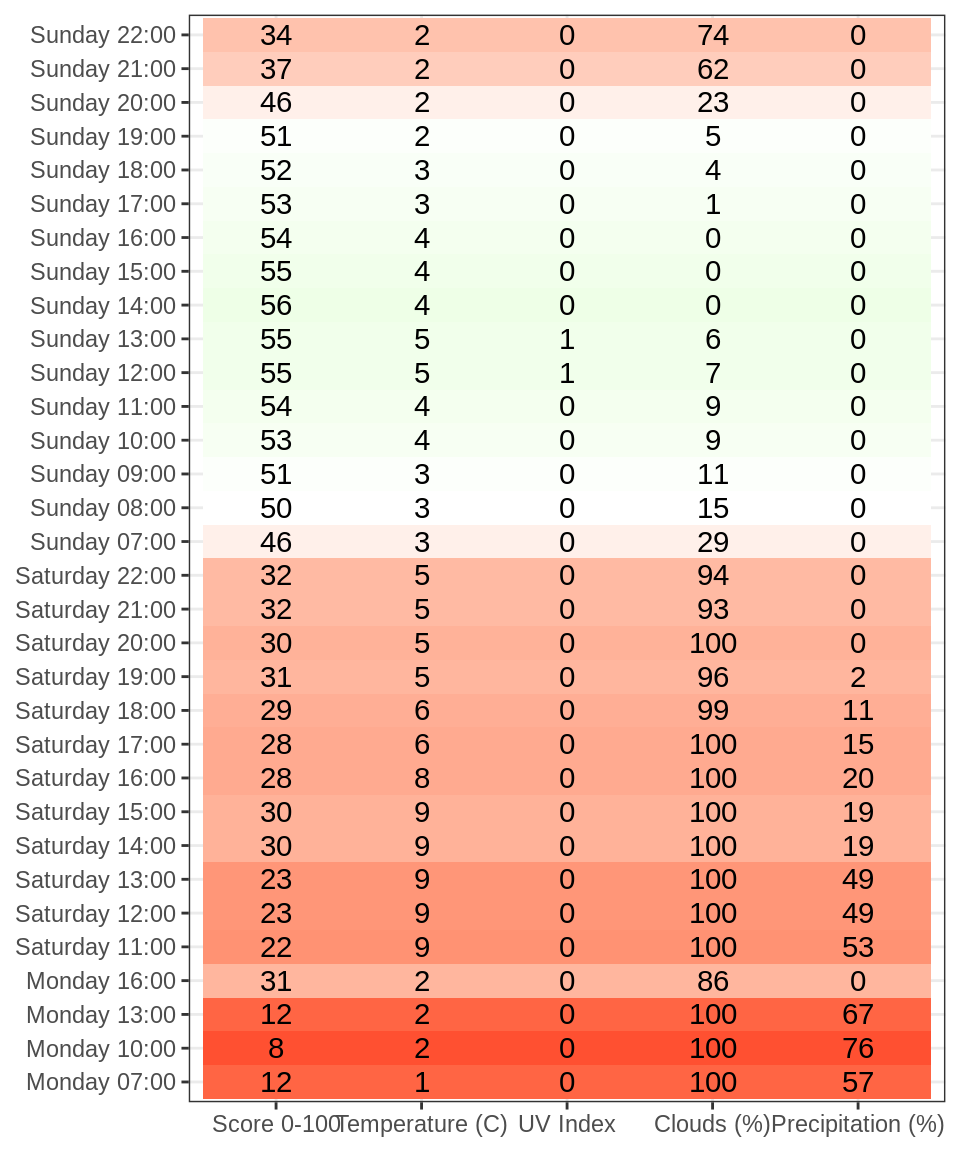 Sunday 22:00 34 2 0 74 0
Sunday 21:00 37 2 0 62 0
Sunday 20:00 46 2 0 23 0
Sunday 19:00 51 2 0 5 0
Sunday 18:00 52 3 0 4 0
Sunday 17:00 53 3 0 1 0
Sunday 16:00 54 4 0 0 0
Sunday 15:00 55 4 0 0 0
Sunday 14:00 56 4 0 0 0
Sunday 13:00 55 5 1 6 0
Sunday 12:00 55 5 1 7 0
Sunday 11:00 54 4 0 9 0
Sunday 10:00 53 4 0 9 0
Sunday 09:00 51 3 0 11 0
Sunday 08:00 50 3 0 15 0
Sunday 07:00 46 3 0 29 0
Saturday 22:00 32 5 0 94 0
Saturday 21:00 32 5 0 93 0
Saturday 20:00 30 5 0 100 0
Saturday 19:00 31 5 0 96 2
Saturday 18:00 29 6 0 99 11
Saturday 17:00 28 6 0 100 15
Saturday 16:00 28 8 0 100 20
Saturday 15:00 30 9 0 100 19
Saturday 14:00 30 9 0 100 19
Saturday 13:00 23 9 0 100 49
Saturday 12:00 23 9 0 100 49
Saturday 11:00 22 9 0 100 53
Monday 16:00 31 2 0 86 0
Monday 13:00 12 2 0 100 67
Monday 10:00 8 2 0 100 76
Monday 07:00 12 1 0 100 57
Score 0-100 Temperature (C) UV Index Clouds (%) Precipitation (%)